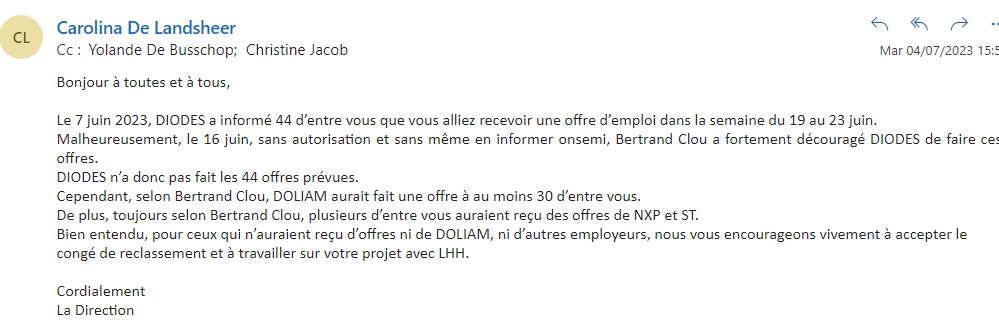 CL
Carolina De Landsheer
Cc : Yolande De Busschop; Christine Jacob
Mar 04/07/2023 15:5
Bonjour à toutes et à tous,
Le 7 juin 2023, DIODES a informé 44 d’entre vous que vous alliez recevoir une offre d’emploi dans la semaine du 19 au 23 juin.
Malheureusement, le 16 juin, sans autorisation et sans même en informer onsemi, Bertrand Clou a fortement découragé DIODES de faire ces
offres.
DIODES n’a donc pas fait les 44 offres prévues.
Cependant, selon Bertrand Clou, DOLIAM aurait fait une offre à au moins 30 d’entre vous.
De plus, toujours selon Bertrand Clou, plusieurs d’entre vous auraient reçu des offres de NXP et ST.
Bien entendu, pour ceux qui n’auraient reçu d’offres ni de DOLIAM, ni d’autres employeurs, nous vous encourageons vivement à accepter le
congé de reclassement et à travailler sur votre projet avec LHH.
Cordialement
La Direction